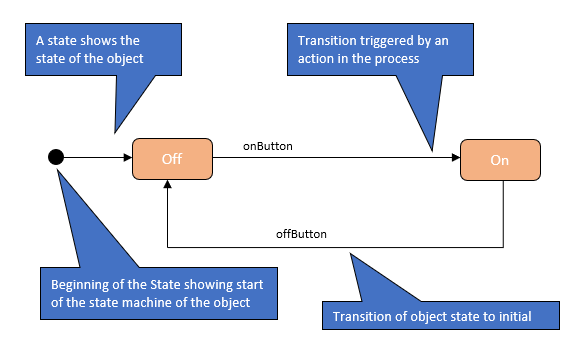 A state shows the
state of the object
Transition triggered by an
action in the process
onButton
Off
On
offButton
Beginning of the State showing start
of the state machine of the object
Transition of object state to initial